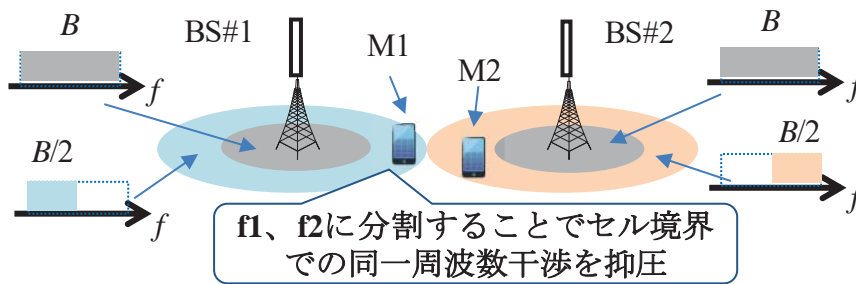 B
BS#1
M1
BS#2
B
f
M2
f
B/2
B/2
f
f
f1、f2に分割することでセル境界
での同一周波数干渉を抑圧